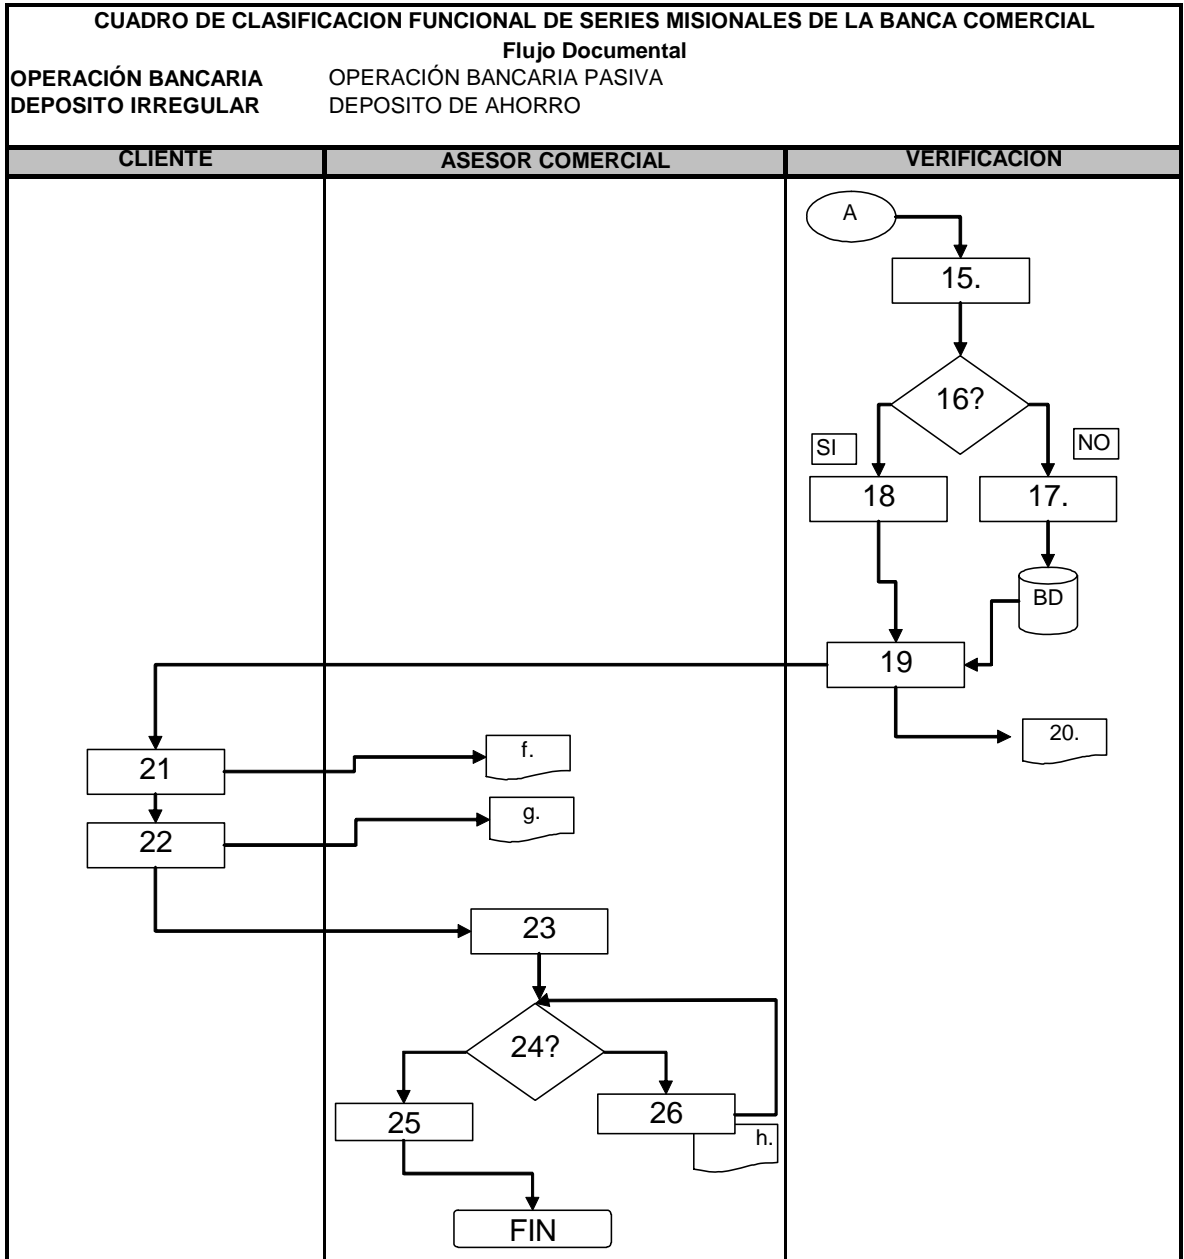 CUADRO DE CLASIFICACION FUNCIONAL DE SERIES MISIONALES DE LA BANCA COMERCIAL
Flujo Documental
OPERACIÓN BANCARIA OPERACIÓN BANCARIA PASIVA
DEPOSITO IRREGULAR DEPOSITO DE AHORRO
CLIENTE ASESOR COMERCIAL VERIFICACION
A
15.
16?
SI NO
18 17.
BD
19
20.
21 f.
22 g.
23
24?
25 26
h.
FIN